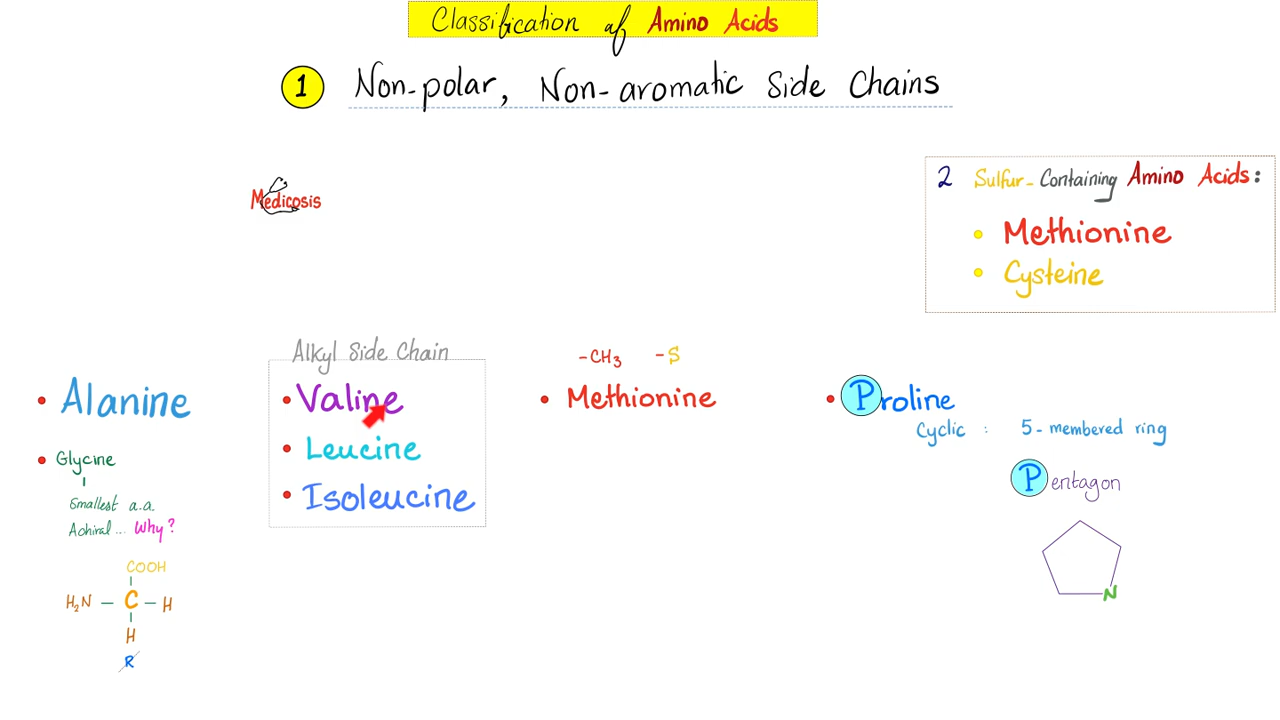 Classification of Amino Acids
1 Non-polar, Non-aromatic Side Chains
Medicosis
2 Sulfur-Containing Amino Acids:
• Methionine
• Cysteine
• Alanine
• Glycine
Smallest a.a.
Achiral... Why?
COOH
H₂N — C — H
H
R
Alkyl Side Chain
• Valine
• Leucine
• Isoleucine
-CH₃ -S
• Methionine
• Proline
Cyclic : 5-membered ring
Pentagon
N